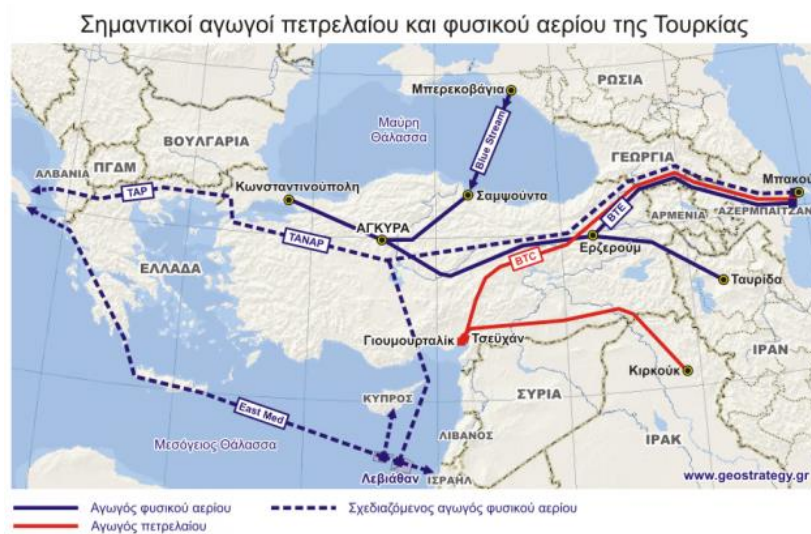 Σημαντικοί αγωγοί πετρελαίου και φυσικού αερίου της Τουρκίας
Μπερεκοβάγια
ΡΩΣΙΑ
Μαύρη
Θάλασσα
Blue Stream
ΒΟΥΛΓΑΡΙΑ
ΓΕΩΡΓΙΑ
ΑΛΒΑΝΙΑ
ΠΓΔΜ
Κωνσταντινούπολη
Σαμψούντα
Μπακού
TAP
BTE
ΑΡΜΕΝΙΑ
ΑΖΕΡΜΠΑΪΤΖΑΝ
ΑΓΚΥΡΑ
TANAP
Ερζερούμ
BTC
ΕΛΛΑΔΑ
Ταυρίδα
Γιουμουρταλίκ
Τσεϋχάν
ΙΡΑΝ
Κιρκούκ
ΚΥΠΡΟΣ
ΣΥΡΙΑ
East Med
ΛΙΒΑΝΟΣ
ΙΡΑΚ
Μεσόγειος Θάλασσα
Λεβιάθαν
ΙΣΡΑΗΛ
www.geostrategy.gr
Αγωγός φυσικού αερίου
Σχεδιαζόμενος αγωγός φυσικού αερίου
Αγωγός πετρελαίου